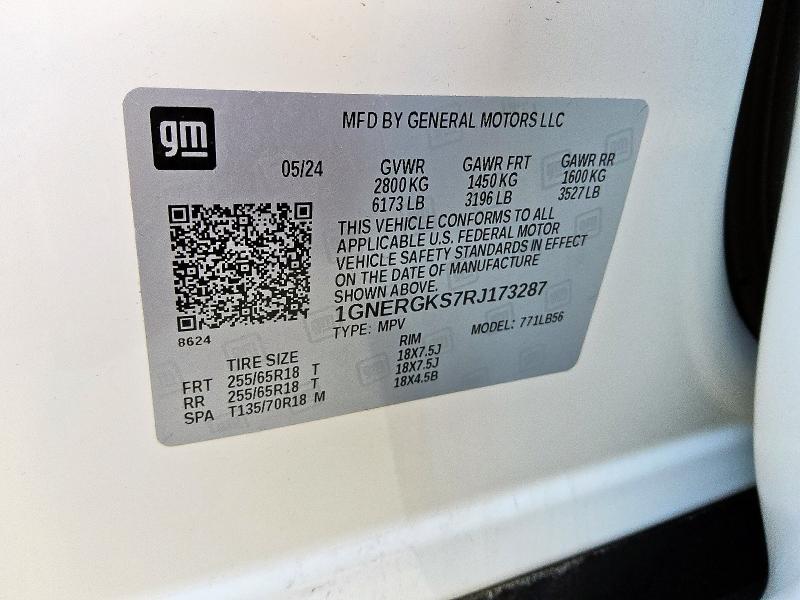 gm
MFD BY GENERAL MOTORS LLC
05/24 GVWR GAWR FRT GAWR RR
2800 KG 1450 KG 1600 KG
6173 LB 3196 LB 3527 LB
THIS VEHICLE CONFORMS TO ALL
APPLICABLE U.S. FEDERAL MOTOR
VEHICLE SAFETY STANDARDS IN EFFECT
ON THE DATE OF MANUFACTURE
SHOWN ABOVE.
1GNERGKS7RJ173287
TYPE: MPV MODEL: 771LB56
8624
TIRE SIZE RIM
FRT 255/65R18 T 18X7.5J
RR 255/65R18 T 18X7.5J
SPA T135/70R18 M 18X4.5B